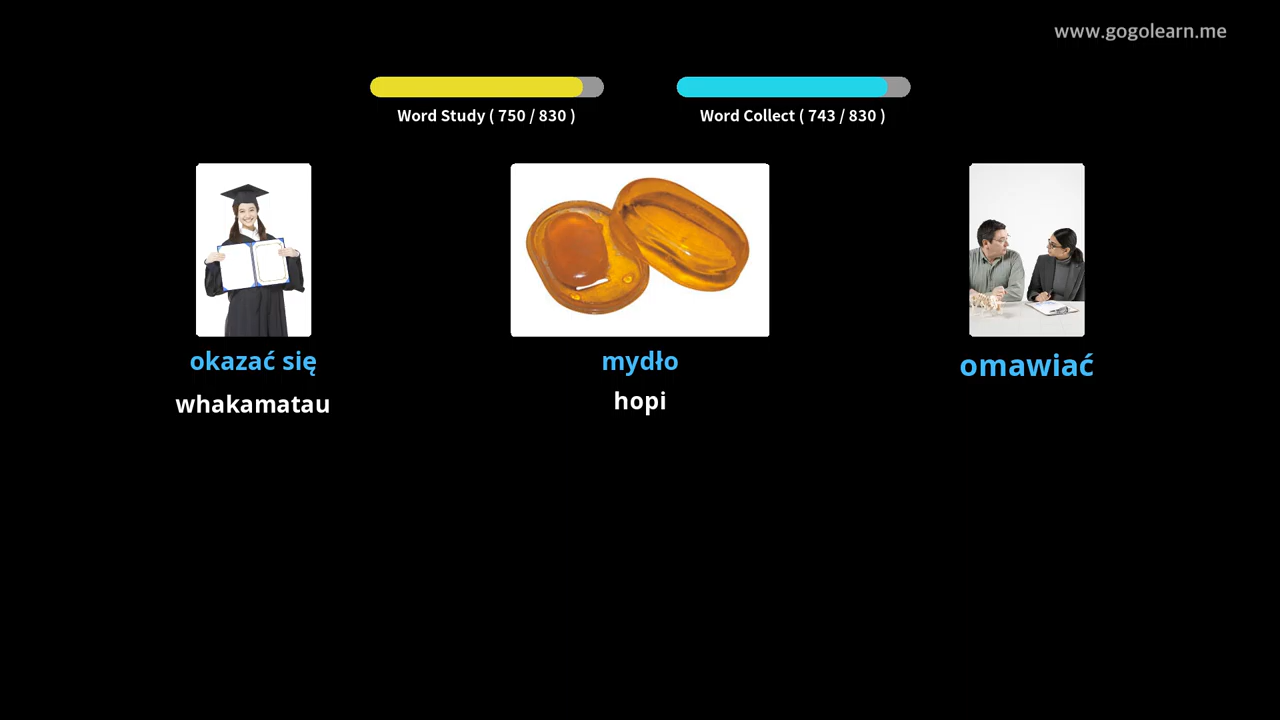 www.gogolearn.me
Word Study ( 750 / 830 )
Word Collect ( 743 / 830 )
okazać się
whakamatau
mydło
hopi
omawiać